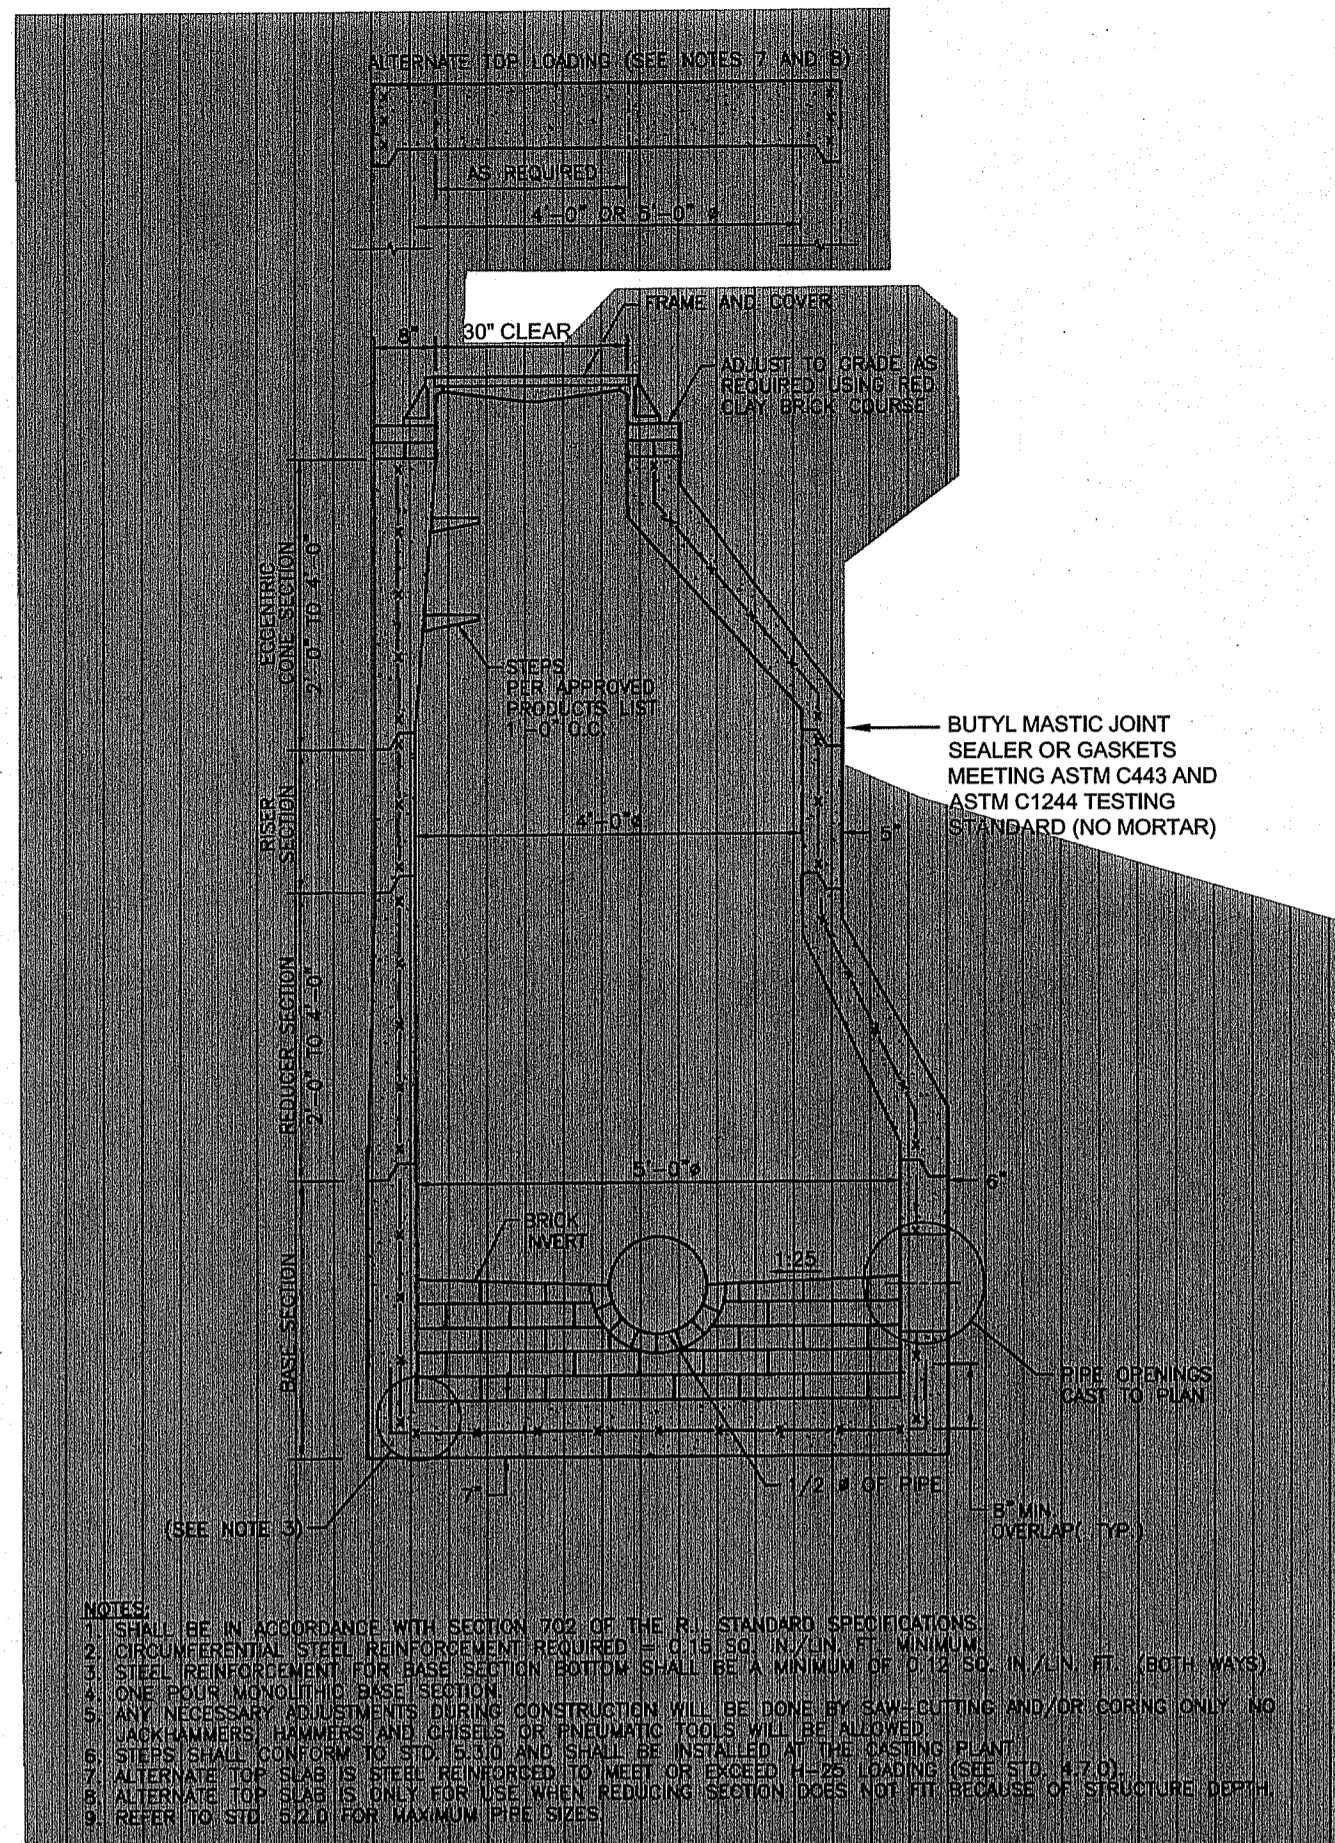 ALTERNATE TOP LOADING (SEE NOTES 7 AND 8)
AS REQUIRED
4'-0" OR 5'-0" ø
FRAME AND COVER
8"
30" CLEAR
ADJUST TO GRADE AS
REQUIRED USING RED
CLAY BRICK COURSE
ECCENTRIC
CONE SECTION
2'-0" TO 4'-0"
STEPS
PER APPROVED
PRODUCTS LIST
1'-0" O.C.
BUTYL MASTIC JOINT
SEALER OR GASKETS
MEETING ASTM C443 AND
ASTM C1244 TESTING
STANDARD (NO MORTAR)
RISER
SECTION
4'-0"ø
5"
REDUCER SECTION
2'-0" TO 4'-0"
5'-0"ø
6"
BRICK
INVERT
1:25
BASE SECTION
PIPE OPENINGS
CAST TO PLAN
7"
1/2 ø OF PIPE
8" MIN.
OVERLAP( TYP.)
(SEE NOTE 3)
NOTES:
1. SHALL BE IN ACCORDANCE WITH SECTION 702 OF THE R.I. STANDARD SPECIFICATIONS.
2. CIRCUMFERENTIAL STEEL REINFORCEMENT REQUIRED = 0.15 SQ. IN./LIN. FT. MINIMUM.
3. STEEL REINFORCEMENT FOR BASE SECTION BOTTOM SHALL BE A MINIMUM OF 0.12 SQ. IN./LIN. FT. (BOTH WAYS)
4. ONE POUR MONOLITHIC BASE SECTION.
5. ANY NECESSARY ADJUSTMENTS DURING CONSTRUCTION WILL BE DONE BY SAW-CUTTING AND/OR CORING ONLY. NO
JACKHAMMERS, HAMMERS AND CHISELS OR PNEUMATIC TOOLS WILL BE ALLOWED.
6. STEPS SHALL CONFORM TO STD. 5.3.0 AND SHALL BE INSTALLED AT THE CASTING PLANT.
7. ALTERNATE TOP SLAB IS STEEL REINFORCED TO MEET OR EXCEED H-25 LOADING (SEE STD. 4.7.0).
8. ALTERNATE TOP SLAB IS ONLY FOR USE WHEN REDUCING SECTION DOES NOT FIT BECAUSE OF STRUCTURE DEPTH.
9. REFER TO STD. 5.2.0 FOR MAXIMUM PIPE SIZES.